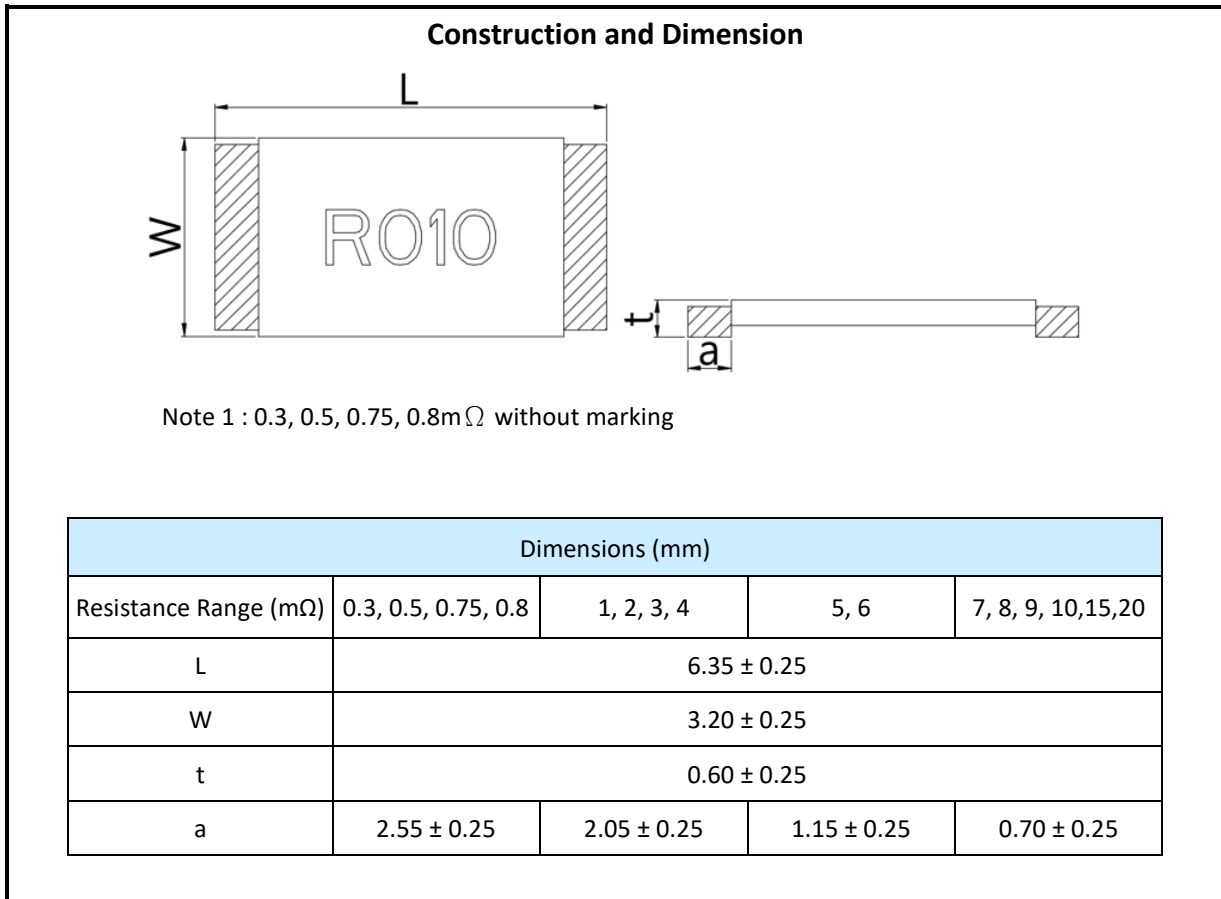 Construction and Dimension
L
W
R010
t
a
Note 1 : 0.3, 0.5, 0.75, 0.8mΩ without marking
Dimensions (mm)
Resistance Range (mΩ) 0.3, 0.5, 0.75, 0.8 1, 2, 3, 4 5, 6 7, 8, 9, 10,15,20
L 6.35 ± 0.25
W 3.20 ± 0.25
t 0.60 ± 0.25
a 2.55 ± 0.25 2.05 ± 0.25 1.15 ± 0.25 0.70 ± 0.25